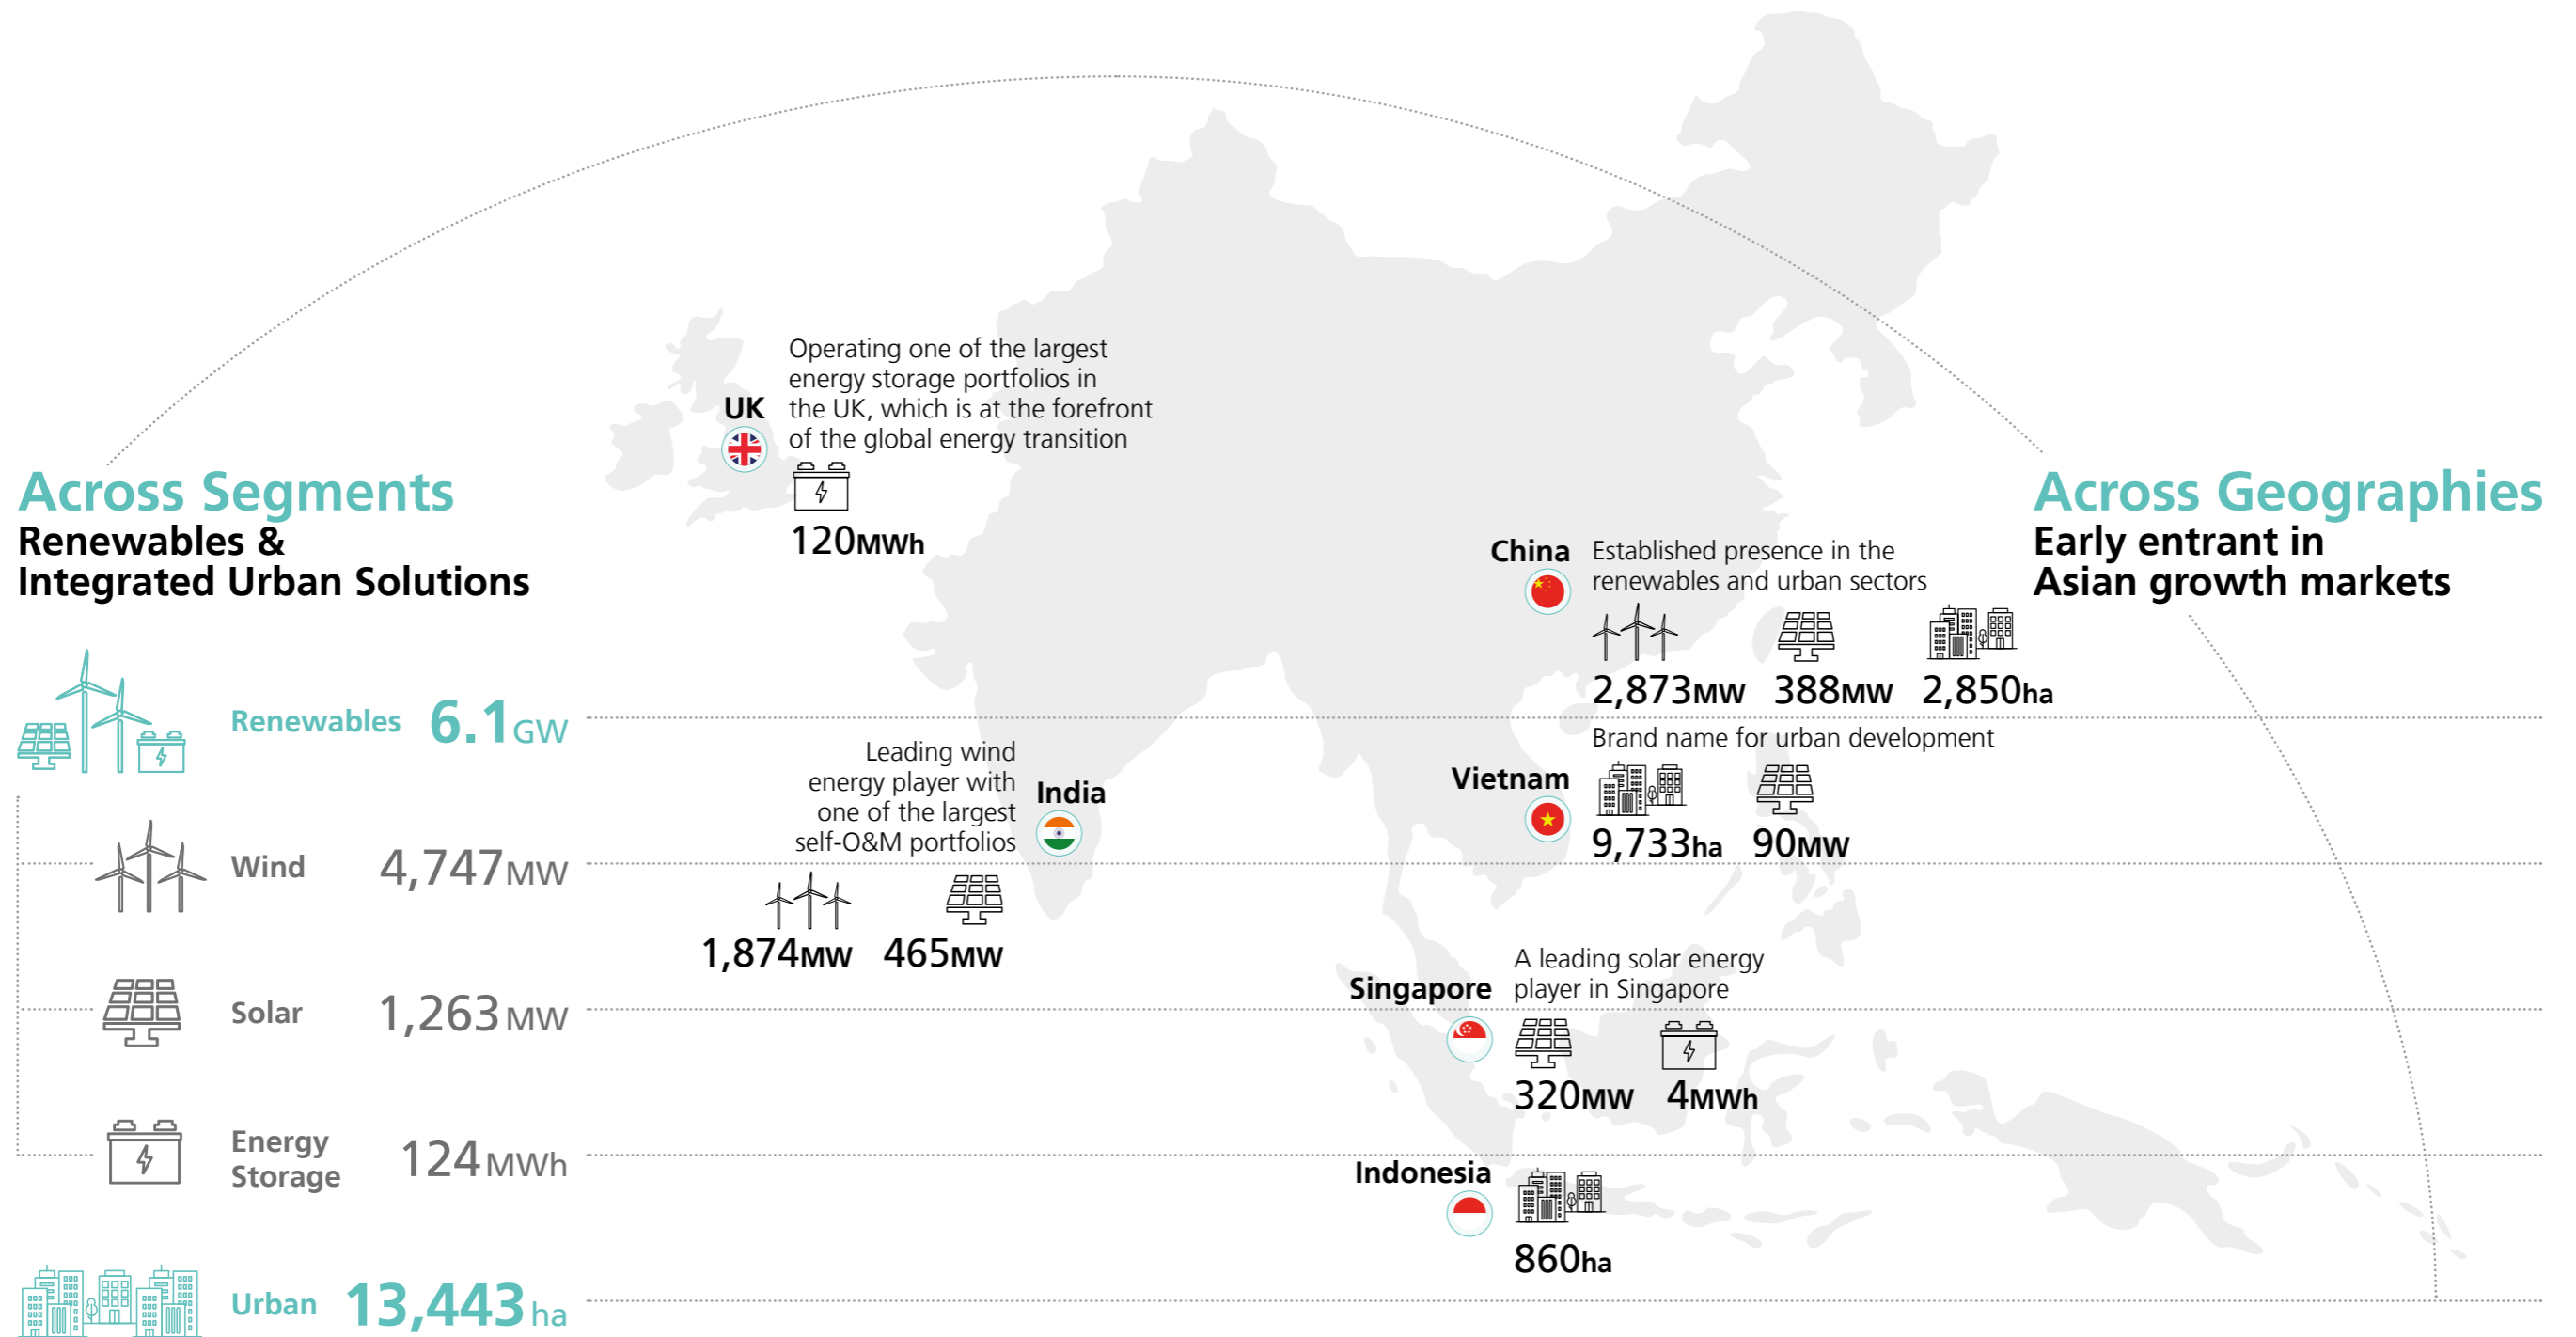 Across Segments
Renewables &
Integrated Urban Solutions
Renewables 6.1GW
Wind 4,747MW
Solar 1,263MW
Energy
Storage
124MWh
Urban 13,443ha
UK
Operating one of the largest
energy storage portfolios in
the UK, which is at the forefront
of the global energy transition
120MWh
India
Leading wind
energy player with
one of the largest
self-O&M portfolios
1,874MW 465MW
China
Established presence in the
renewables and urban sectors
2,873MW 388MW 2,850ha
Vietnam
Brand name for urban development
9,733ha 90MW
Singapore
A leading solar energy
player in Singapore
320MW 4MWh
Indonesia
860ha
Across Geographies
Early entrant in
Asian growth markets